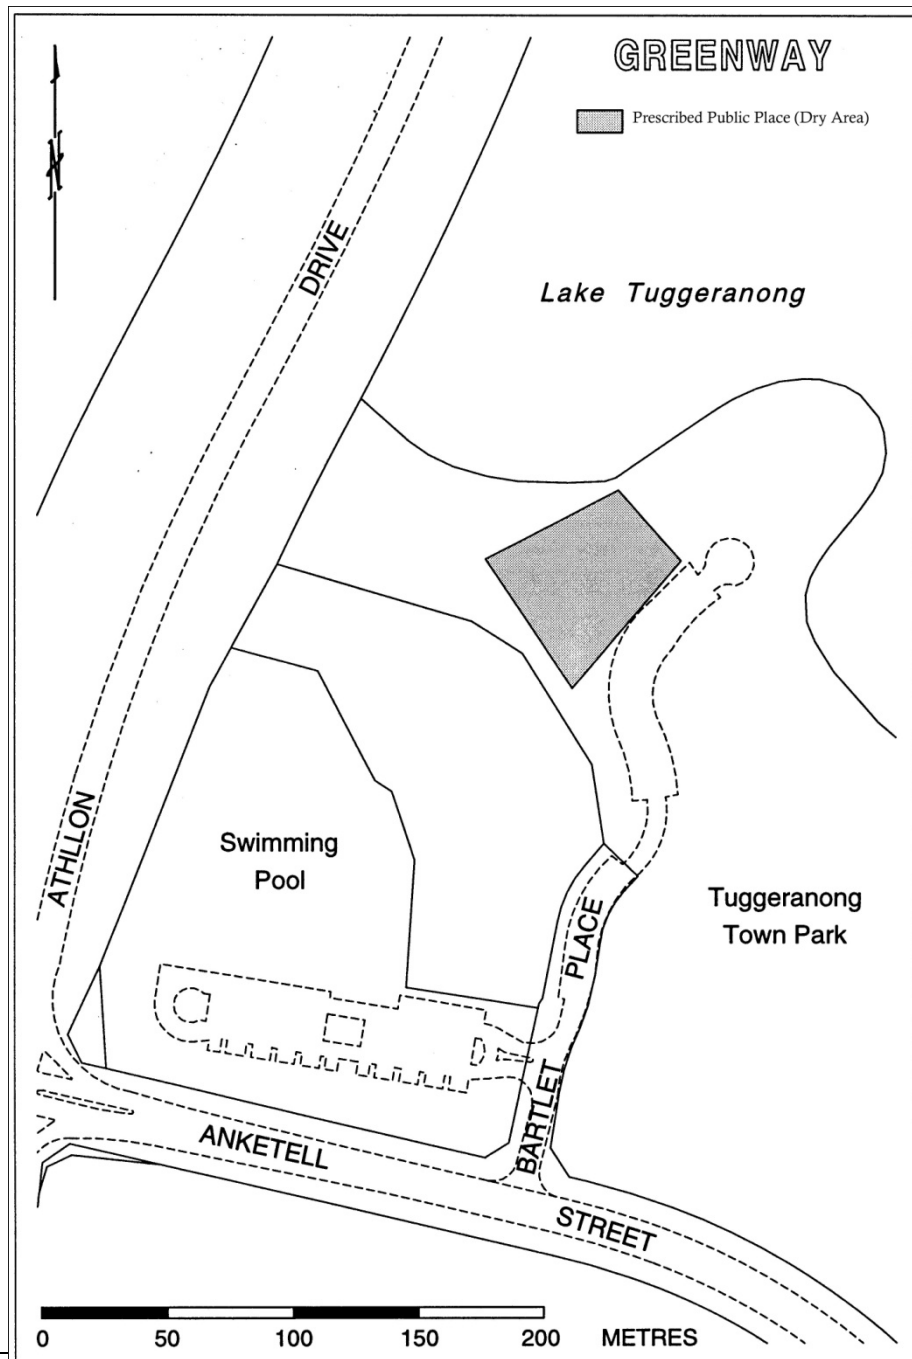 GREENWAY
Prescribed Public Place (Dry Area)
N
DRIVE
Lake Tuggeranong
ATHLLON
Swimming
Pool
PLACE
Tuggeranong
Town Park
BARTLET
ANKETELL
STREET
0 50 100 150 200 METRES